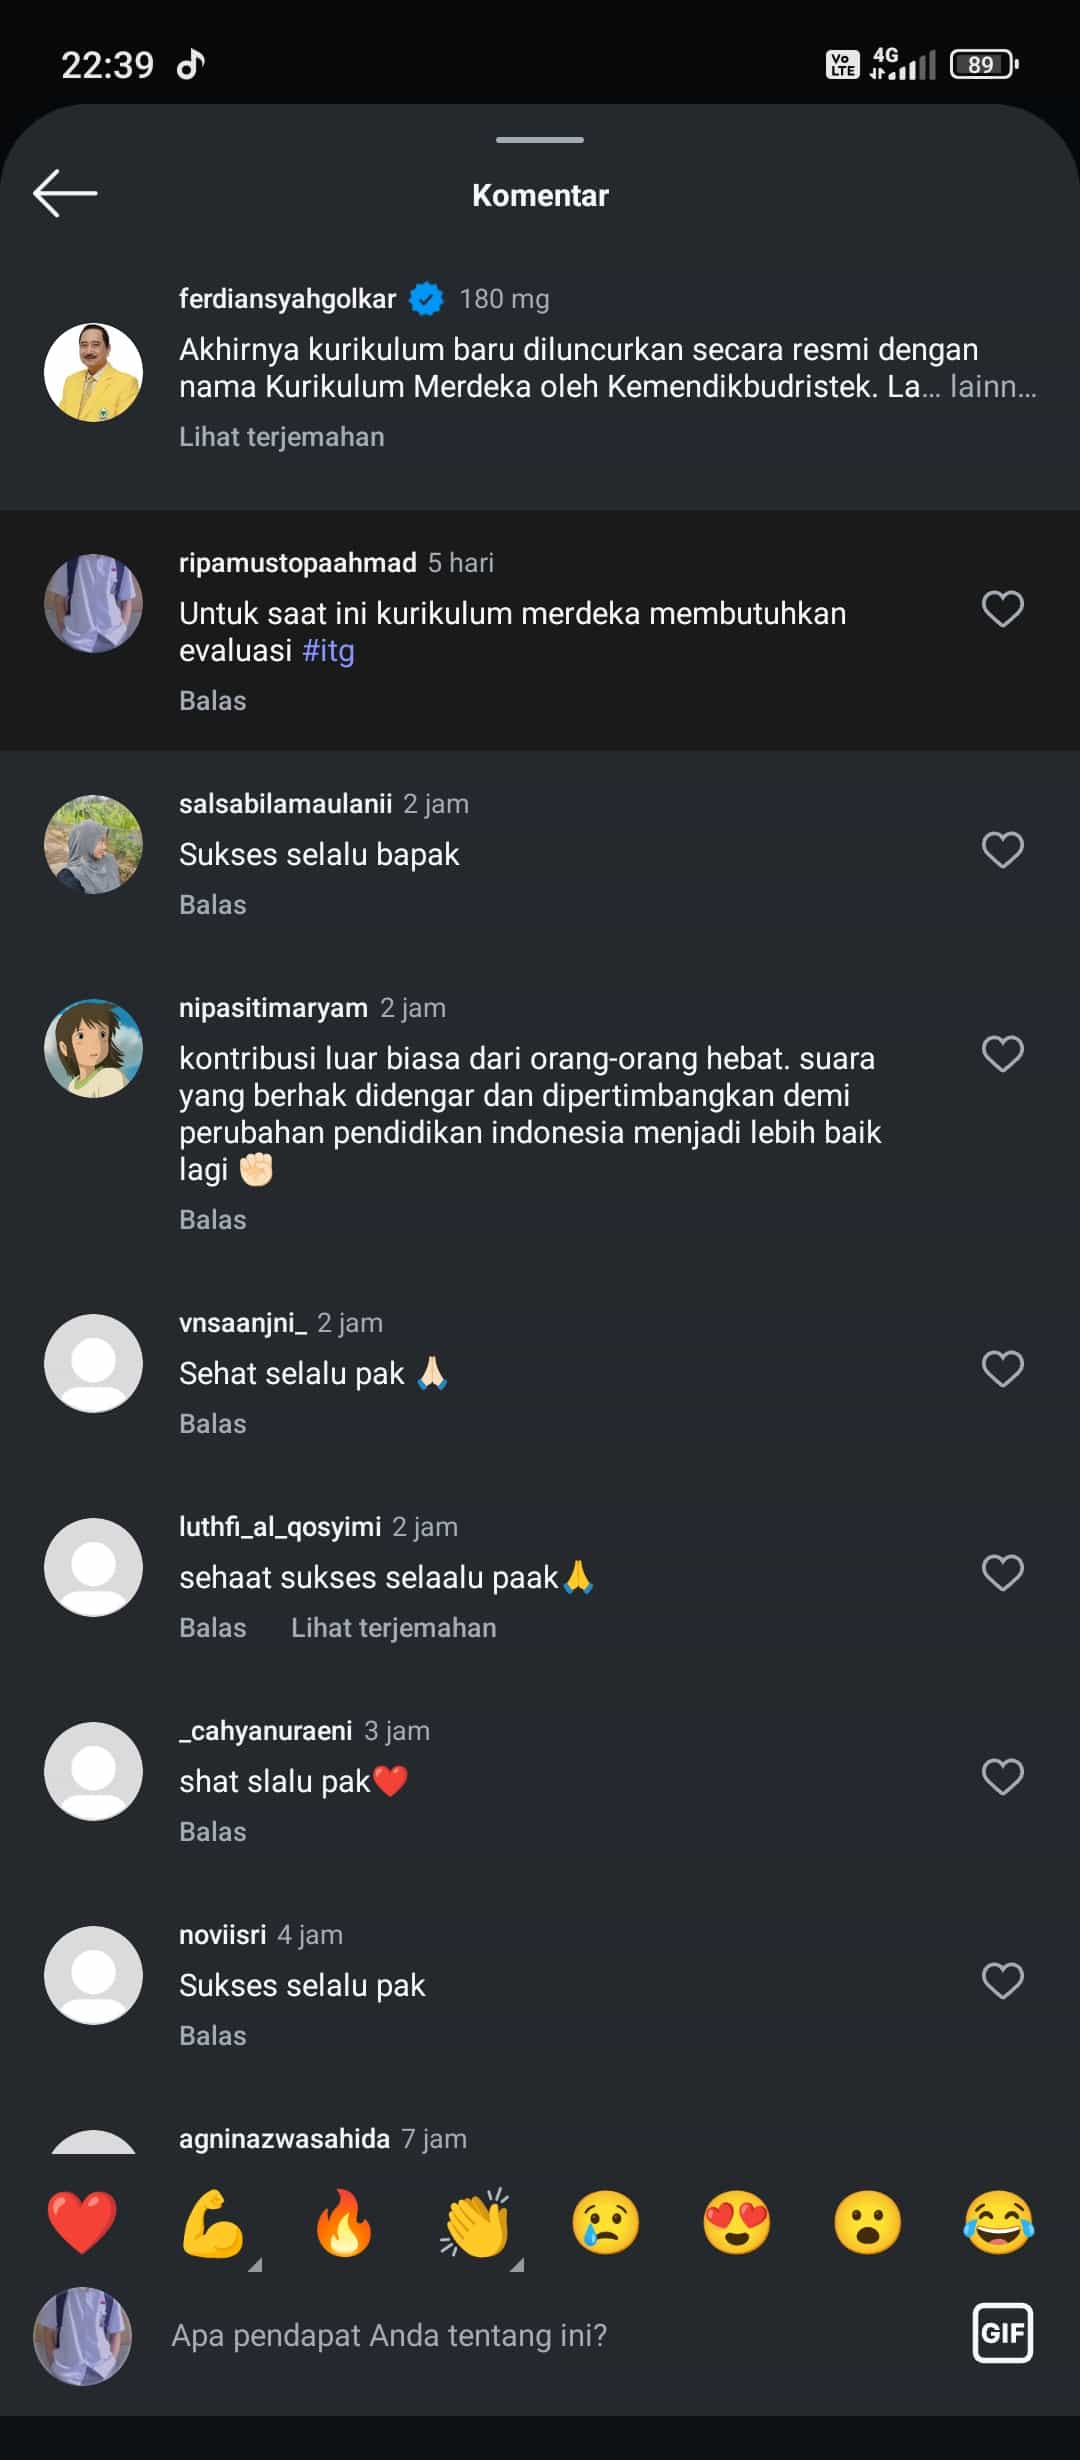 22:39
Vo LTE 4G 89
Komentar
ferdiansyahgolkar 180 mg
Akhirnya kurikulum baru diluncurkan secara resmi dengan
nama Kurikulum Merdeka oleh Kemendikbudristek. La... lainn...
Lihat terjemahan
ripamustopaahmad 5 hari
Untuk saat ini kurikulum merdeka membutuhkan
evaluasi #itg
Balas
salsabilamaulanii 2 jam
Sukses selalu bapak
Balas
nipasitimaryam 2 jam
kontribusi luar biasa dari orang-orang hebat. suara
yang berhak didengar dan dipertimbangkan demi
perubahan pendidikan indonesia menjadi lebih baik
lagi ✊🏻
Balas
vnsaanjni_ 2 jam
Sehat selalu pak 🙏🏻
Balas
luthfi_al_qosyimi 2 jam
sehaat sukses selaalu paak🙏
Balas Lihat terjemahan
_cahyanuraeni 3 jam
shat slalu pak❤️
Balas
noviisri 4 jam
Sukses selalu pak
Balas
agninazwasahida 7 jam
Apa pendapat Anda tentang ini?
GIF